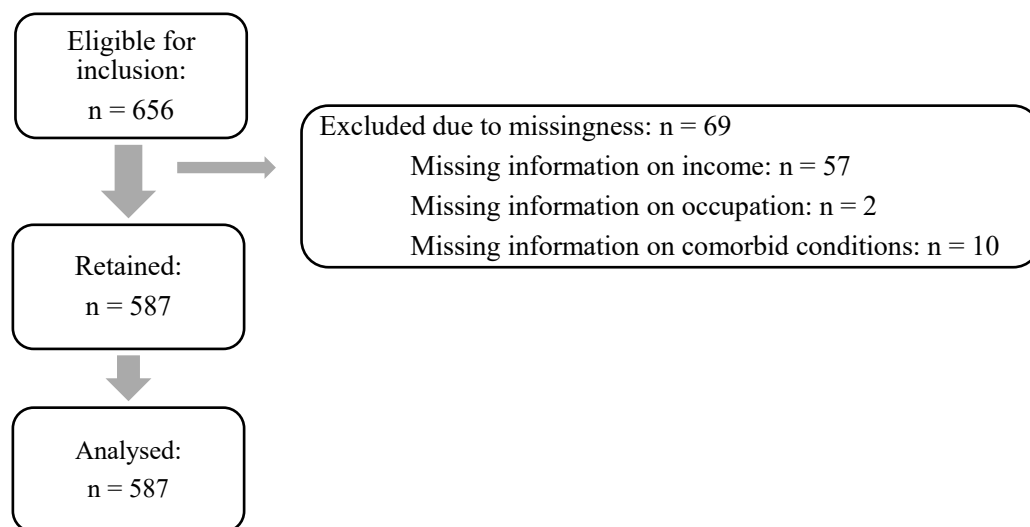 Eligible for
inclusion:
n = 656
Excluded due to missingness: n = 69
Missing information on income: n = 57
Missing information on occupation: n = 2
Missing information on comorbid conditions: n = 10
Retained:
n = 587
Analysed:
n = 587